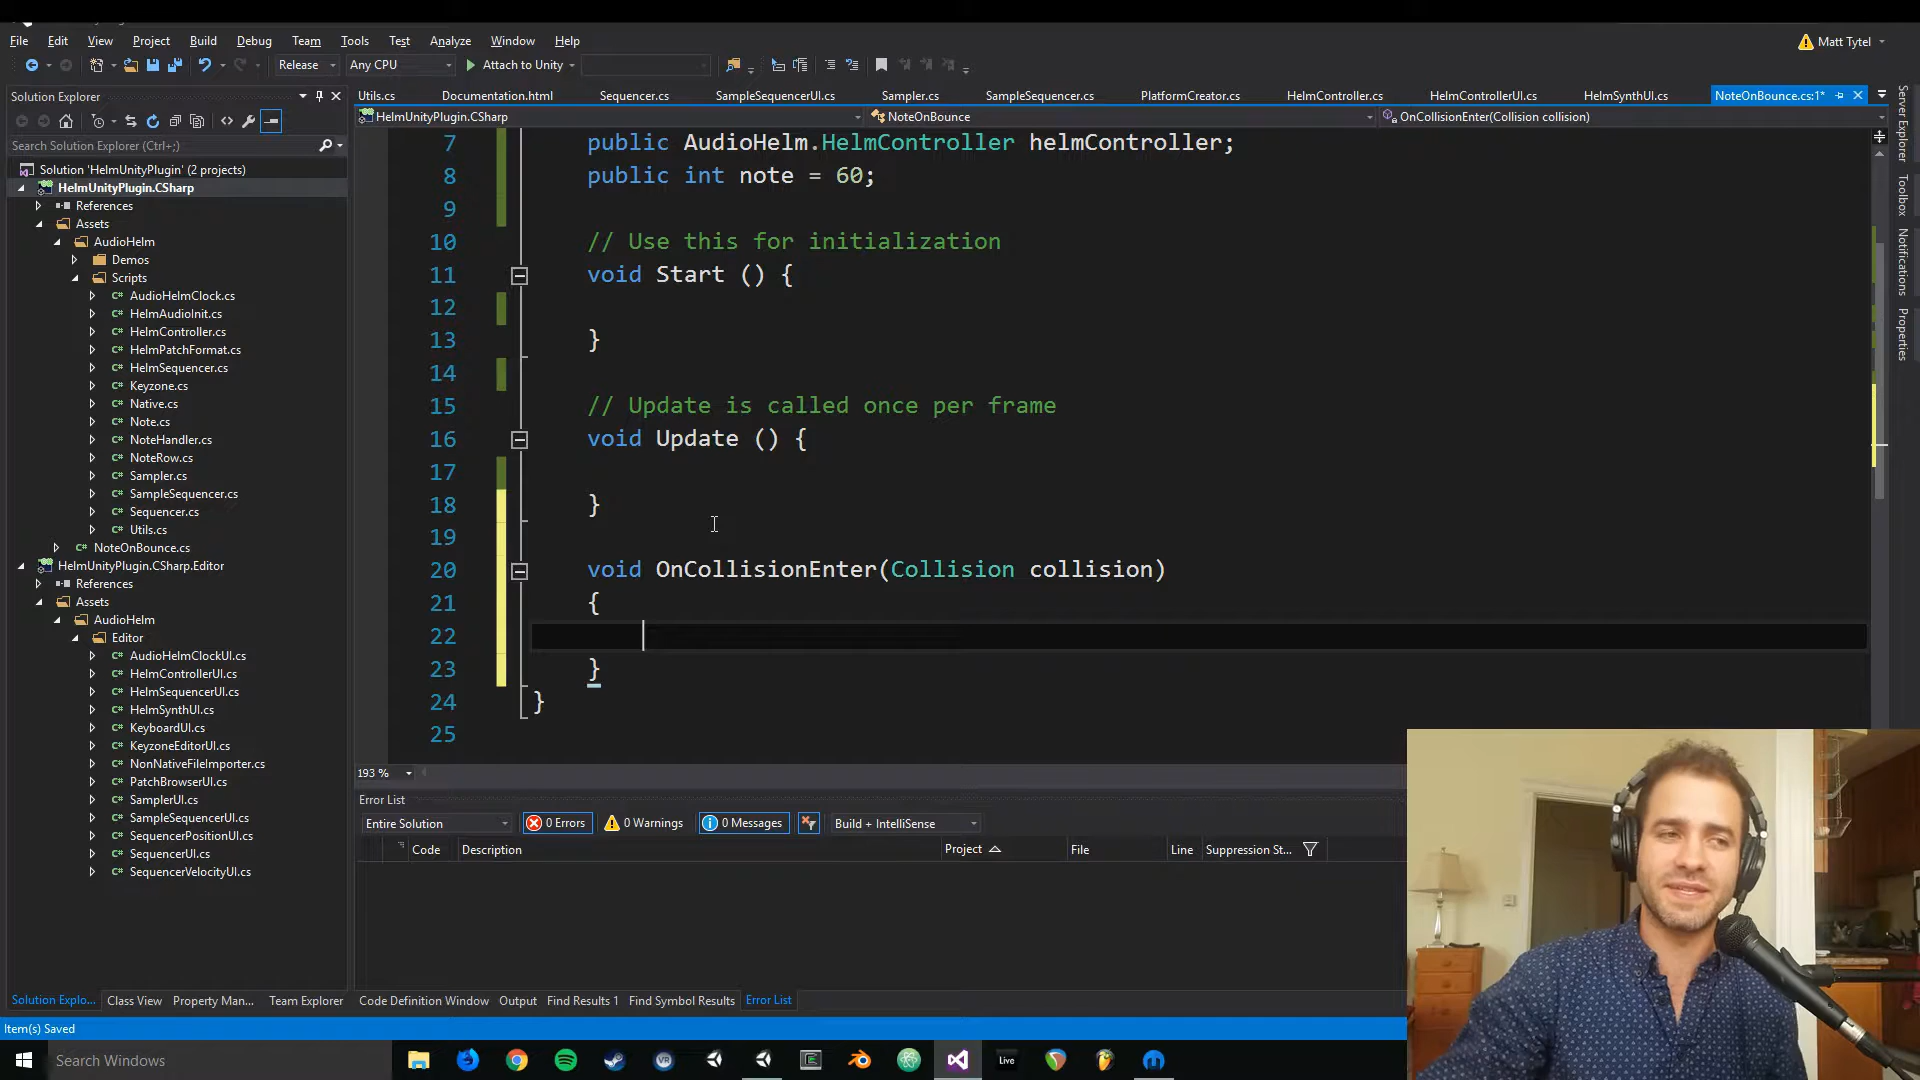 File Edit View Project Build Debug Team Tools Test Analyze Window Help
Matt Tytel
Release Any CPU Attach to Unity
Solution Explorer
Utils.cs Documentation.html Sequencer.cs SampleSequencerUI.cs Sampler.cs SampleSequencer.cs PlatformCreator.cs HelmController.cs HelmControllerUI.cs HelmSynthUI.cs NoteOnBounce.cs:1*
HelmUnityPlugin.CSharp NoteOnBounce OnCollisionEnter(Collision collision)
Search Solution Explorer (Ctrl+;)
Solution 'HelmUnityPlugin' (2 projects)
HelmUnityPlugin.CSharp
References
Assets
AudioHelm
Demos
Scripts
AudioHelmClock.cs
HelmAudioInit.cs
HelmController.cs
HelmPatchFormat.cs
HelmSequencer.cs
Keyzone.cs
Native.cs
Note.cs
NoteHandler.cs
NoteRow.cs
Sampler.cs
SampleSequencer.cs
Sequencer.cs
Utils.cs
NoteOnBounce.cs
HelmUnityPlugin.CSharp.Editor
References
Assets
AudioHelm
Editor
AudioHelmClockUI.cs
HelmControllerUI.cs
HelmSequencerUI.cs
HelmSynthUI.cs
KeyboardUI.cs
KeyzoneEditorUI.cs
NonNativeFileImporter.cs
PatchBrowserUI.cs
SamplerUI.cs
SampleSequencerUI.cs
SequencerPositionUI.cs
SequencerUI.cs
SequencerVelocityUI.cs
7 public AudioHelm.HelmController helmController;
8 public int note = 60;
9
10 // Use this for initialization
11 void Start () {
12
13 }
14
15 // Update is called once per frame
16 void Update () {
17
18 }
19
20 void OnCollisionEnter(Collision collision)
21 {
22
23 }
24 }
25
193 %
Error List
Entire Solution 0 Errors 0 Warnings 0 Messages Build + IntelliSense
Code Description Project File Line Suppression St...
Server Explorer
Toolbox
Notifications
Properties
Solution Explo... Class View Property Man... Team Explorer Code Definition Window Output Find Results 1 Find Symbol Results Error List
Item(s) Saved
Search Windows
Live